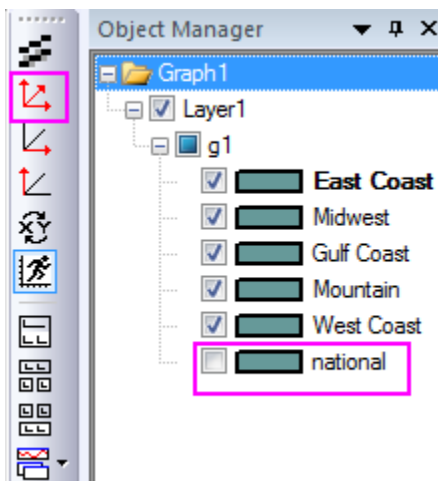 Object Manager
Graph1
Layer1
g1
East Coast
Midwest
Gulf Coast
Mountain
West Coast
national